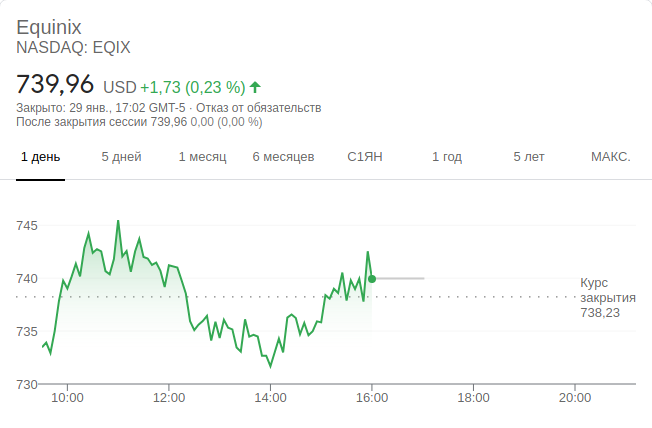 Equinix
NASDAQ: EQIX
739,96 USD +1,73 (0,23 %)
Закрыто: 29 янв., 17:02 GMT-5 · Отказ от обязательств
После закрытия сессии 739,96 0,00 (0,00 %)
1 день 5 дней 1 месяц 6 месяцев С1ЯН 1 год 5 лет МАКС.
745
740
Курс
закрытия
738,23
735
730
10:00 12:00 14:00 16:00 18:00 20:00